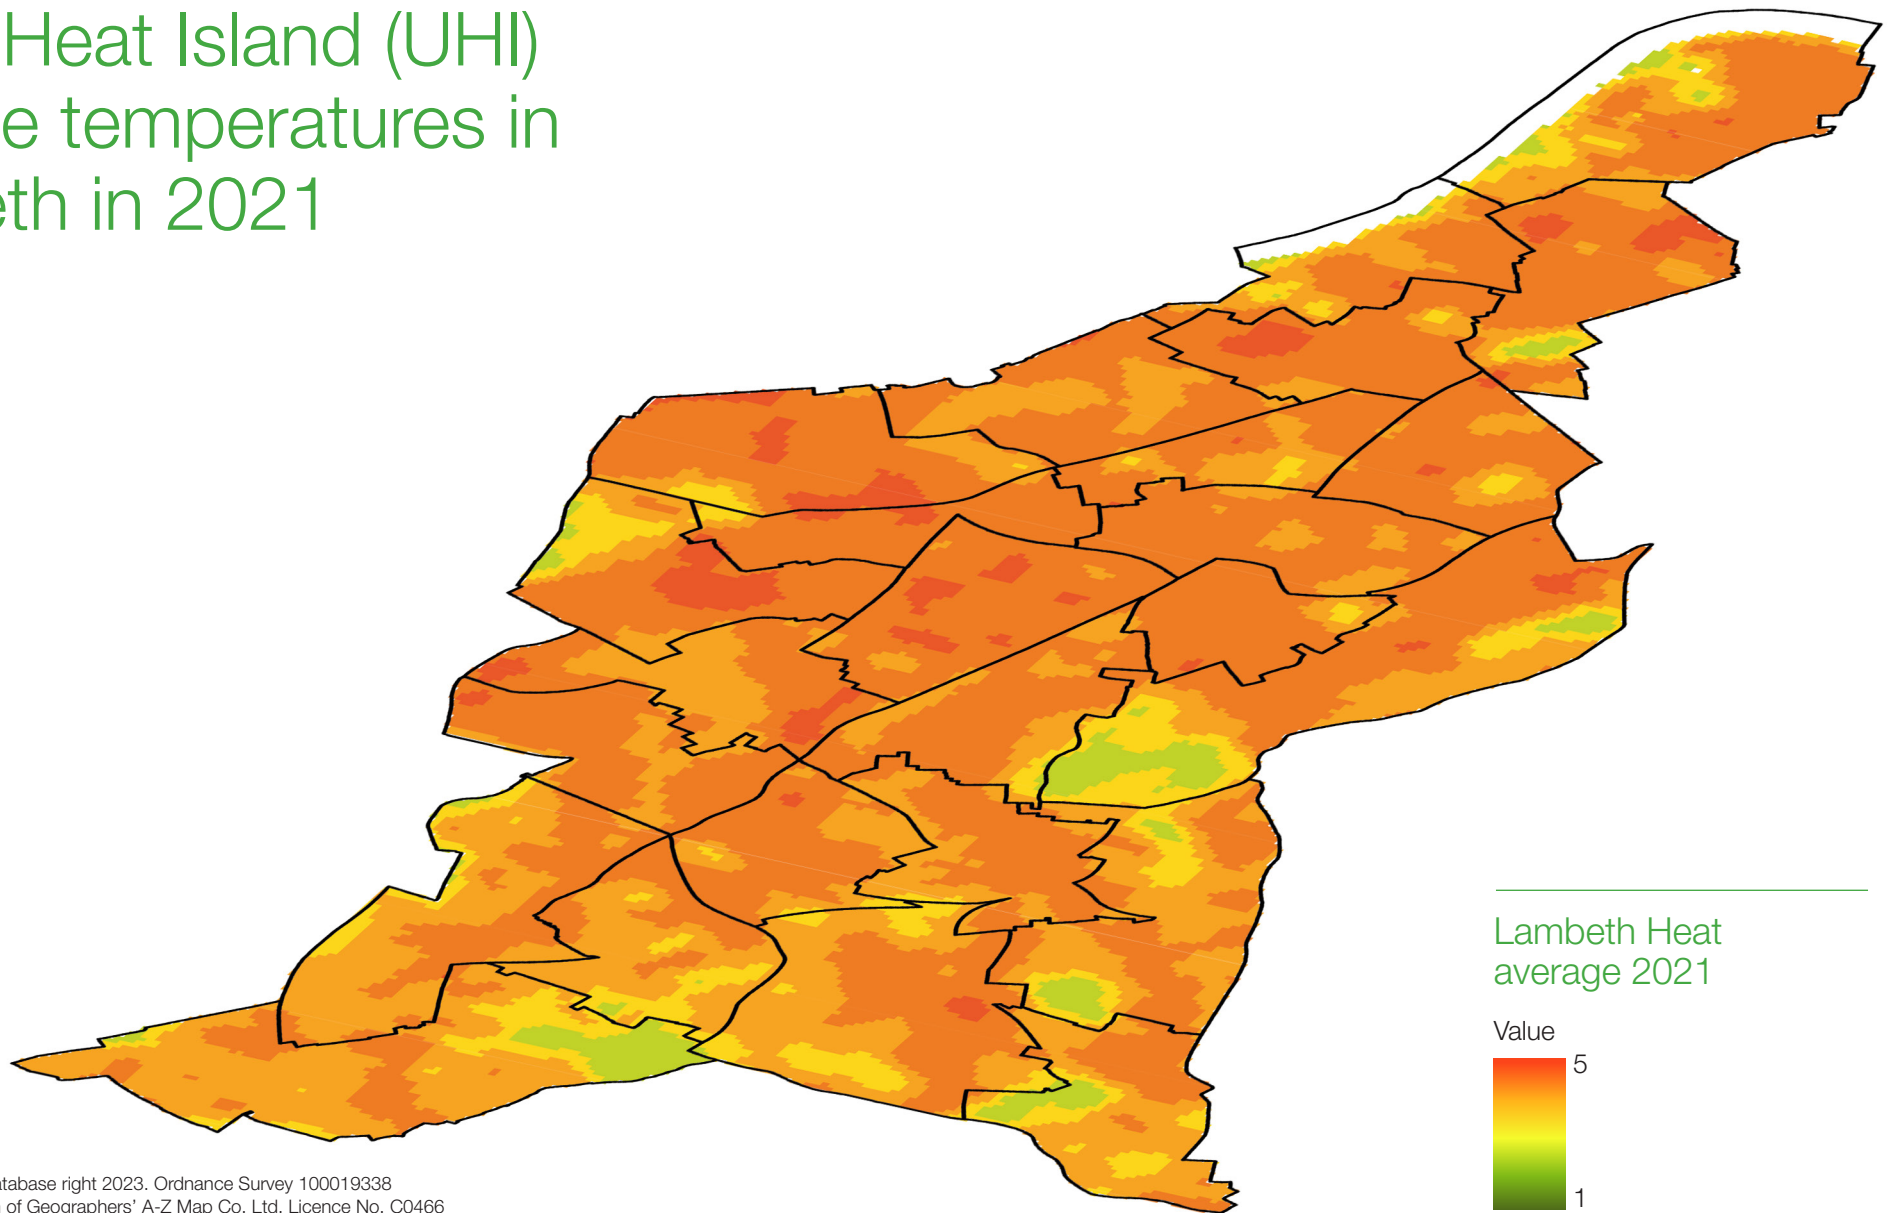 Heat Island (UHI)
e temperatures in
eth in 2021
Lambeth Heat
average 2021
Value
5
1
atabase right 2023. Ordnance Survey 100019338
of Geographers' A-Z Map Co. Ltd. Licence No. C0466